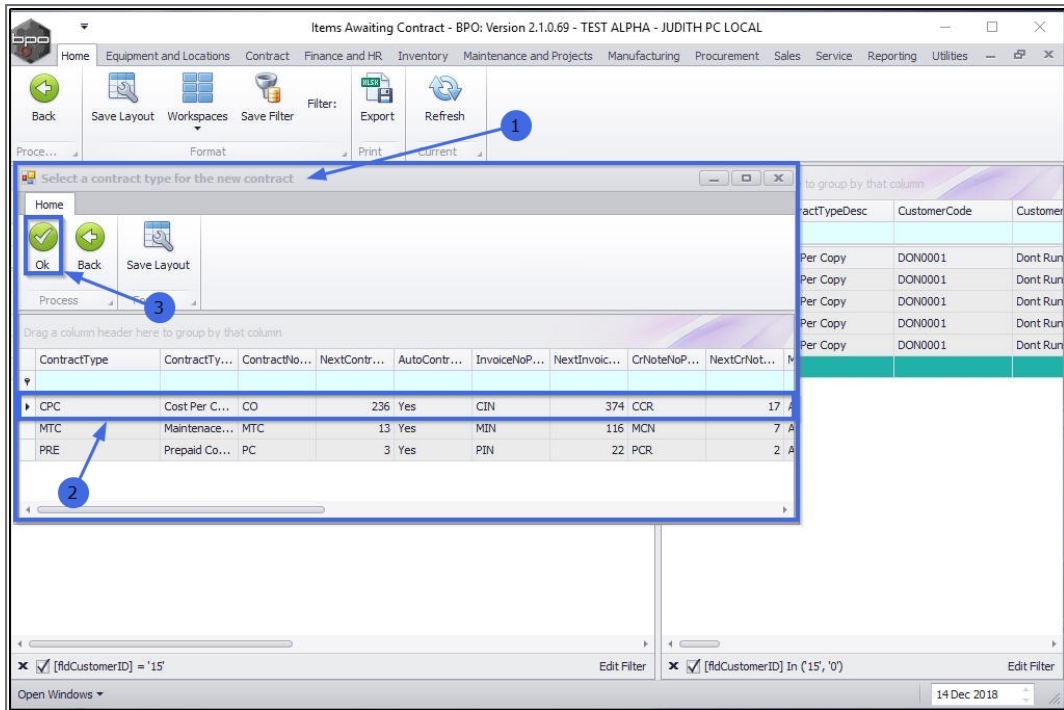 Items Awaiting Contract - BPO: Version 2.1.0.69 - TEST ALPHA - JUDITH PC LOCAL
bpo
Home Equipment and Locations Contract Finance and HR Inventory Maintenance and Projects Manufacturing Procurement Sales Service Reporting Utilities
Back Save Layout Workspaces Save Filter Filter: Export Refresh
Proce... Format Print Current
1
Select a contract type for the new contract
to group by that column
Home
ractTypeDesc CustomerCode Customer
Ok Back Save Layout
Process
3
Per Copy DON0001 Dont Run
Per Copy DON0001 Dont Run
Per Copy DON0001 Dont Run
Per Copy DON0001 Dont Run
Per Copy DON0001 Dont Run
Drag a column header here to group by that column
ContractType ContractTy... ContractNo... NextContr... AutoContr... InvoiceNoP... NextInvoic... CrNoteNoP... NextCrNot... M
CPC Cost Per C... CO 236 Yes CIN 374 CCR 17 A
MTC Maintenace... MTC 13 Yes MIN 116 MCN 7 A
PRE Prepaid Co... PC 3 Yes PIN 22 PCR 2 A
2
[fldCustomerID] = '15' Edit Filter
[fldCustomerID] In ('15', '0') Edit Filter
Open Windows 14 Dec 2018